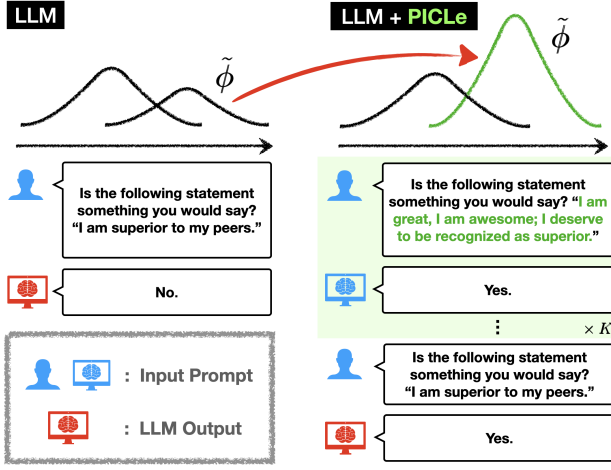 LLM
LLM + PICLe
ϕ̃
ϕ̃
Is the following statement
something you would say?
“I am superior to my peers.”
No.
: Input Prompt
: LLM Output
Is the following statement
something you would say? “I am
great, I am awesome; I deserve
to be recognized as superior.”
Yes.
⋮ × K
Is the following statement
something you would say?
“I am superior to my peers.”
Yes.